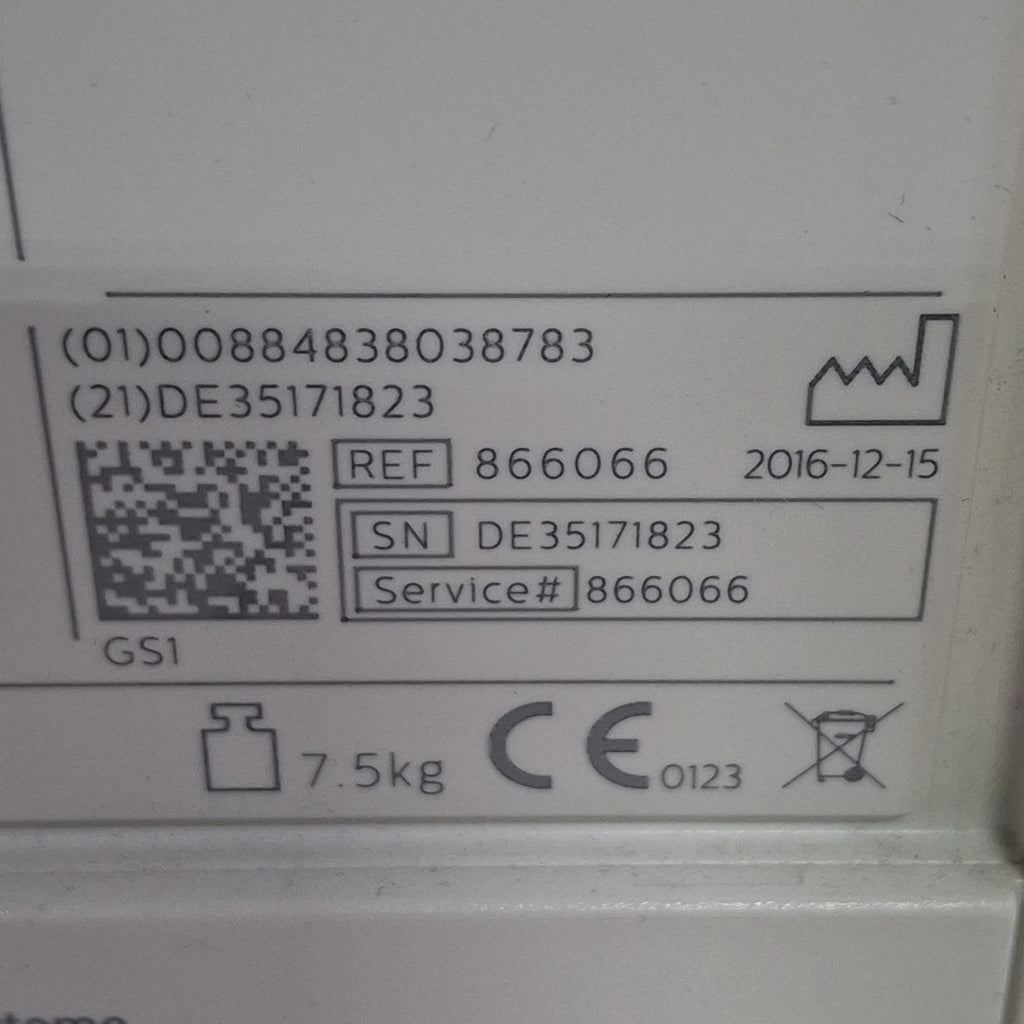 (01)00884838038783
(21)DE35171823
REF 866066 2016-12-15
SN DE35171823
Service# 866066
GS1
7.5kg CE 0123